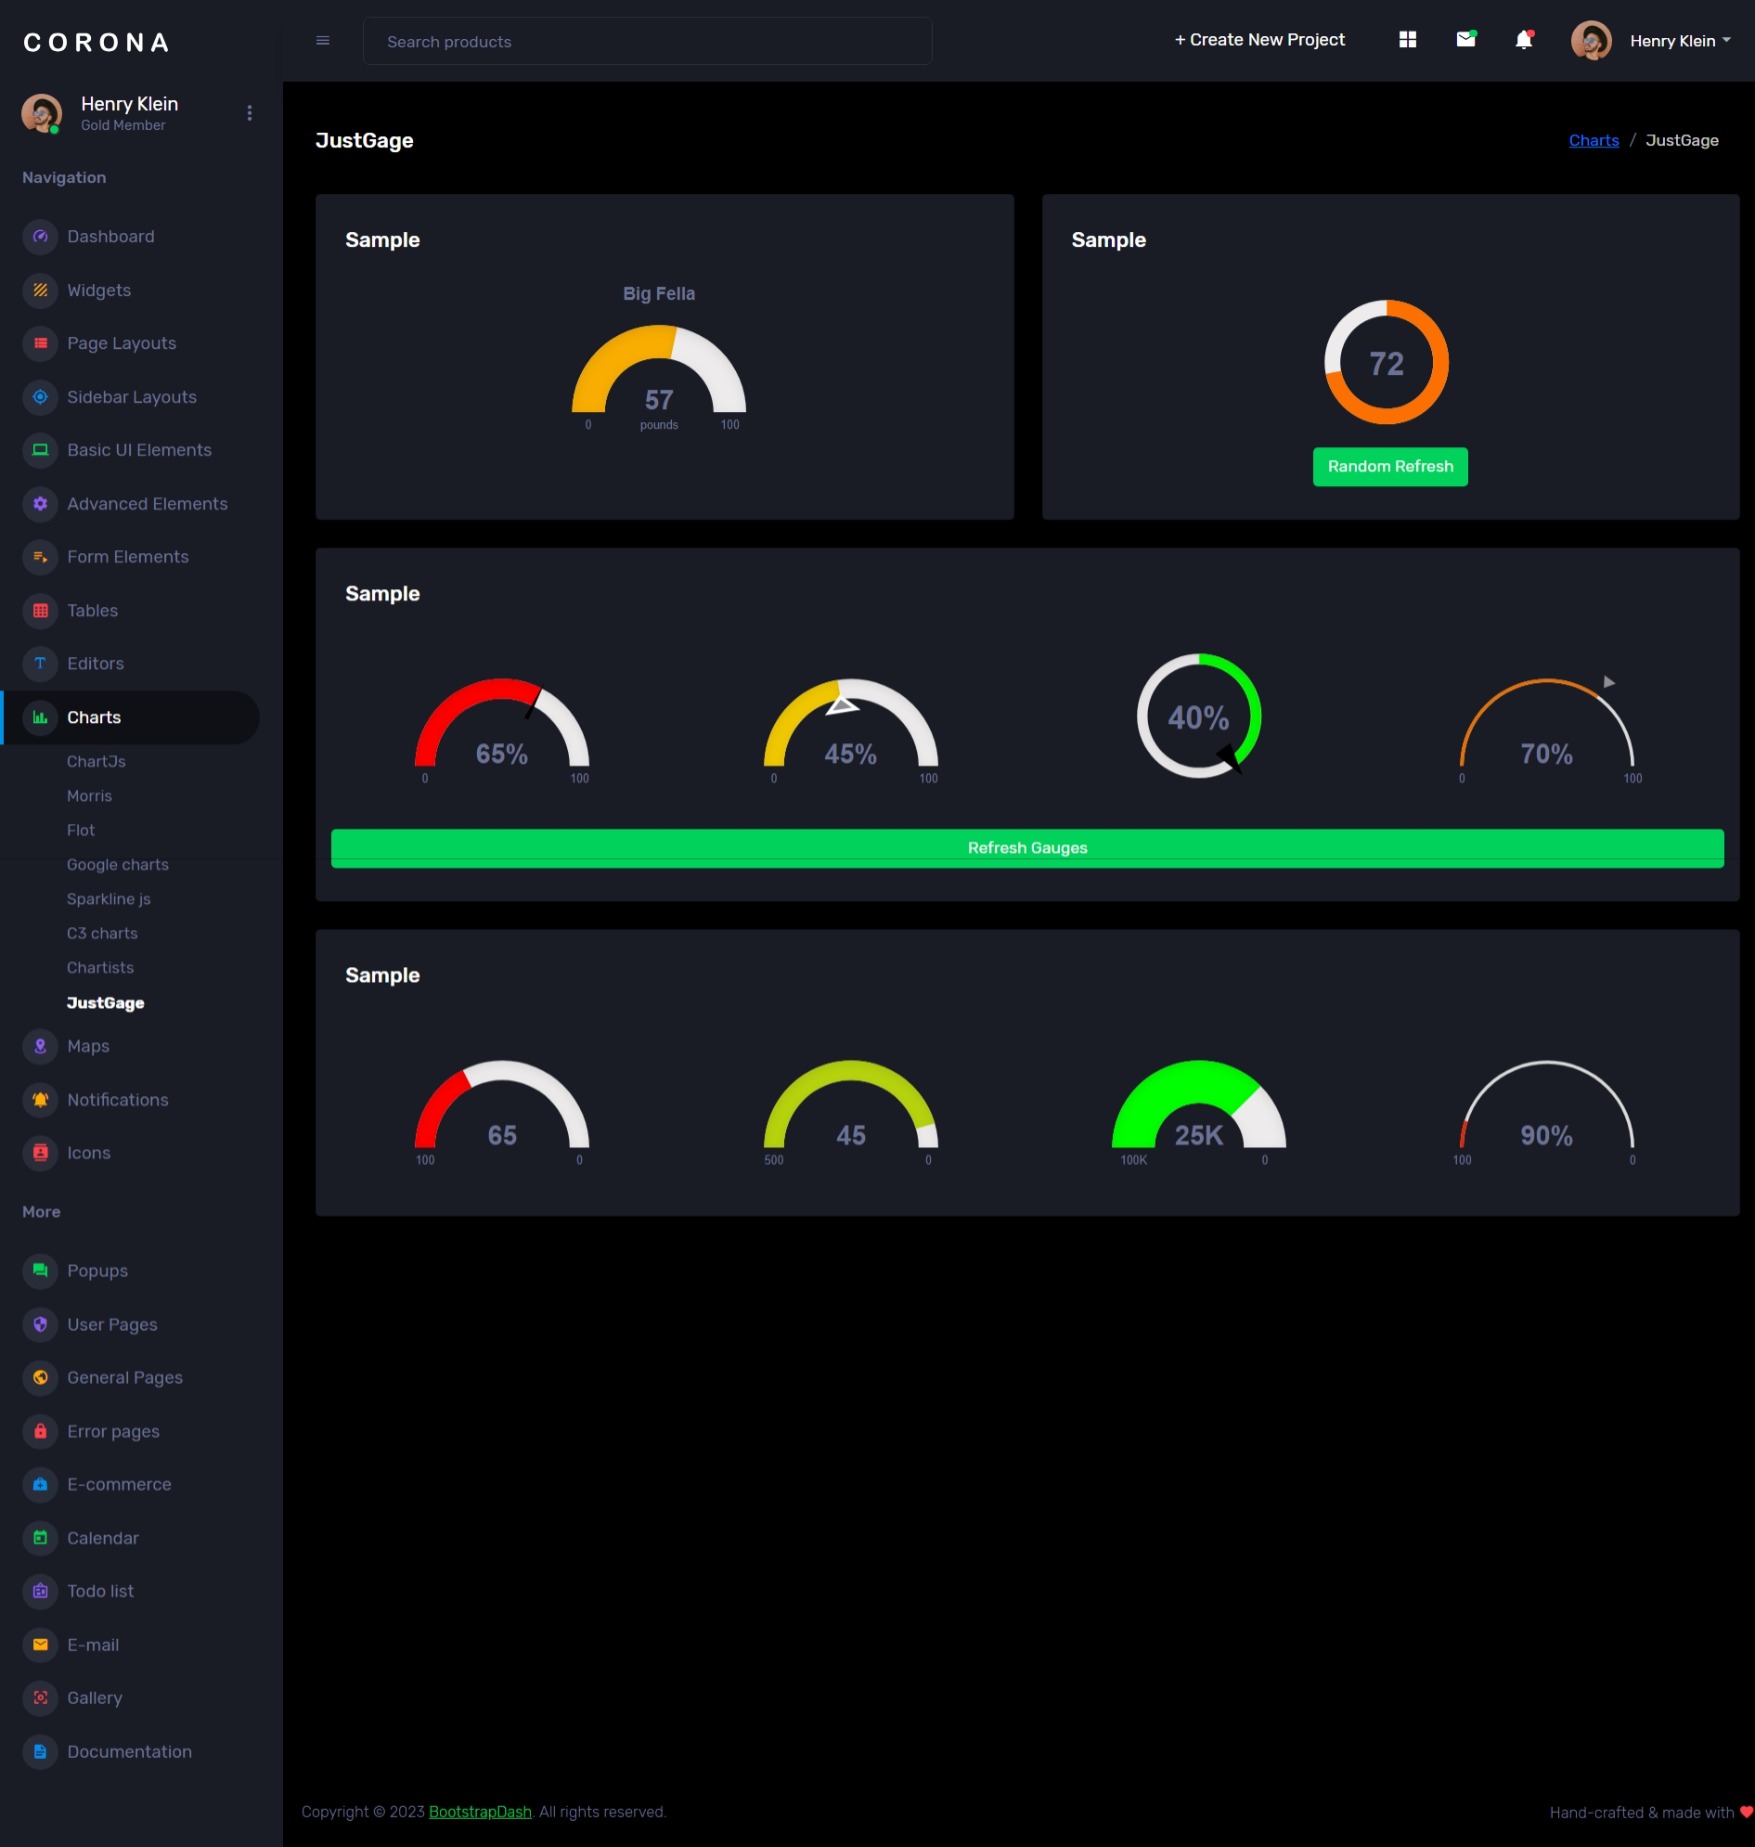 CORONA
Search products
+ Create New Project
Henry Klein
Henry Klein
Gold Member
Navigation
Dashboard
Widgets
Page Layouts
Sidebar Layouts
Basic UI Elements
Advanced Elements
Form Elements
Tables
Editors
Charts
ChartJs
Morris
Flot
Google charts
Sparkline js
C3 charts
Chartists
JustGage
Maps
Notifications
Icons
More
Popups
User Pages
General Pages
Error pages
E-commerce
Calendar
Todo list
E-mail
Gallery
Documentation
JustGage
Charts / JustGage
Sample
Big Fella
57
0 pounds 100
Sample
72
Random Refresh
Sample
65%
0 100
45%
0 100
40%
70%
0 100
Refresh Gauges
Sample
65
100 0
45
500 0
25K
100K 0
90%
100 0
Copyright © 2023 BootstrapDash. All rights reserved.
Hand-crafted & made with